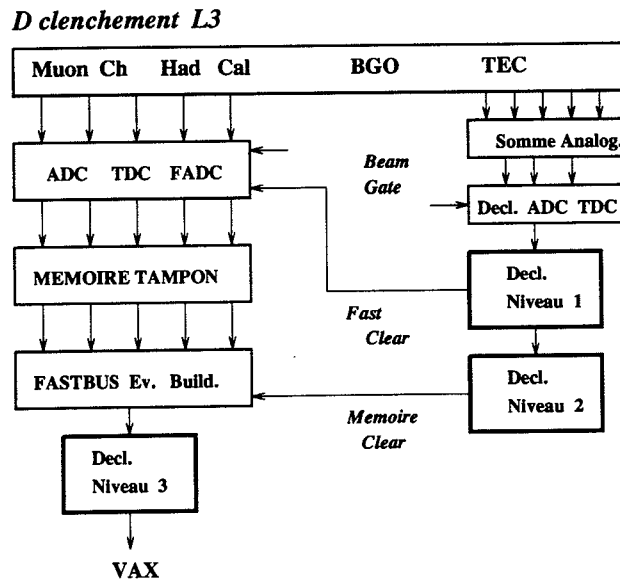 D clenchement L3
Muon Ch Had Cal BGO TEC
Somme Analog.
ADC TDC FADC
Beam
Gate
Decl. ADC TDC
MEMOIRE TAMPON
Decl.
Niveau 1
Fast
Clear
FASTBUS Ev. Build.
Decl.
Niveau 2
Memoire
Clear
Decl.
Niveau 3
VAX